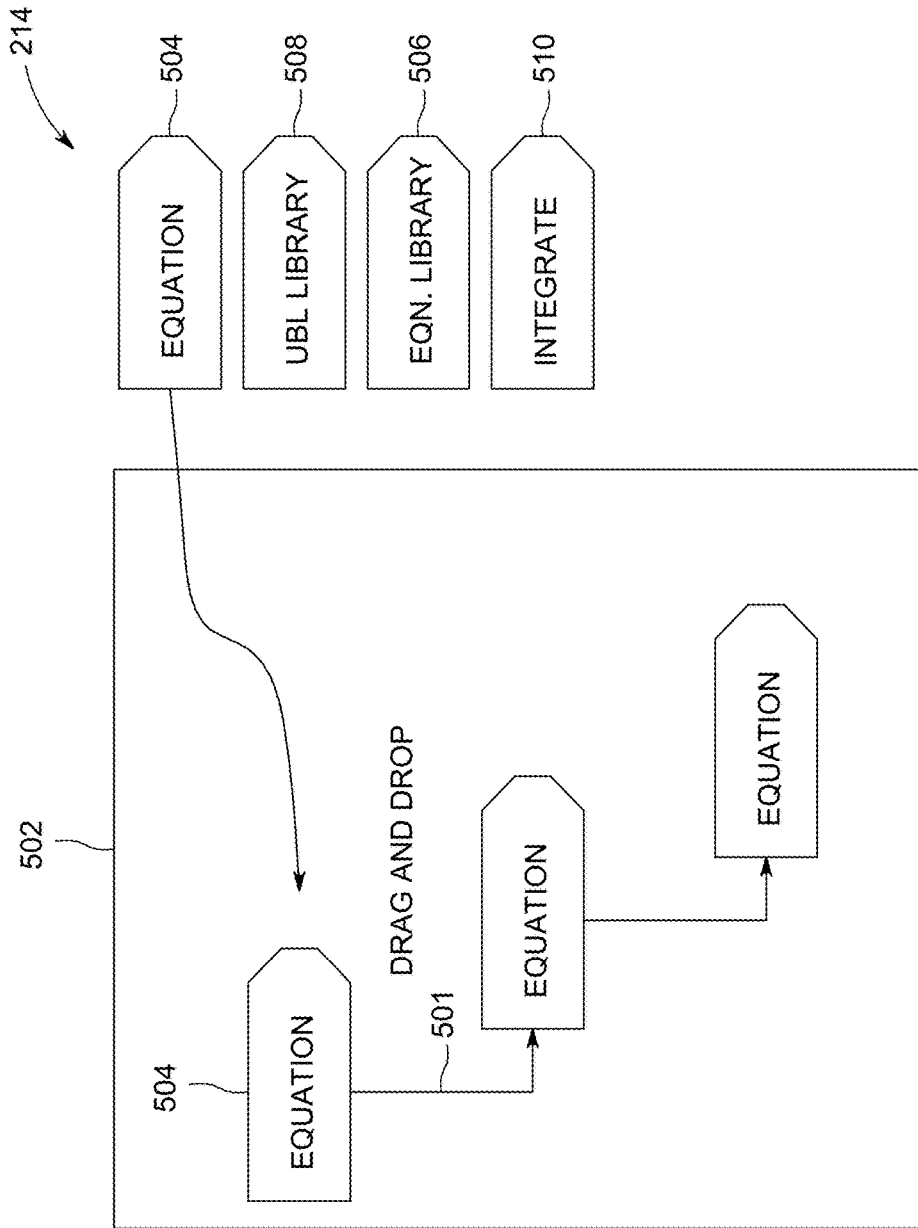 214
502
504
EQUATION
501
DRAG AND DROP
EQUATION
EQUATION
EQUATION
504
UBL LIBRARY
508
EQN. LIBRARY
506
INTEGRATE
510